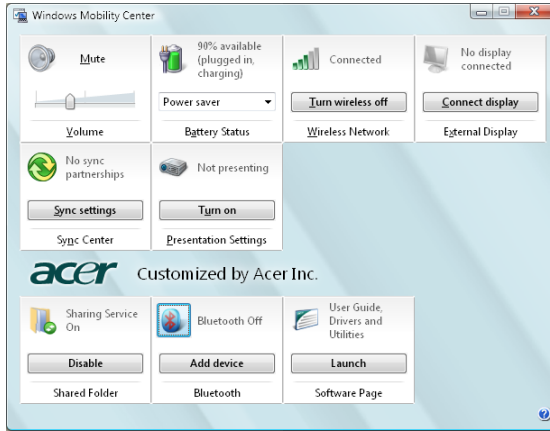 Windows Mobility Center
Mute
Volume
90% available
(plugged in,
charging)
Power saver
Battery Status
Connected
Turn wireless off
Wireless Network
No display
connected
Connect display
External Display
No sync
partnerships
Sync settings
Sync Center
Not presenting
Turn on
Presentation Settings
acer Customized by Acer Inc.
Sharing Service
On
Disable
Shared Folder
Bluetooth Off
Add device
Bluetooth
User Guide,
Drivers and
Utilities
Launch
Software Page